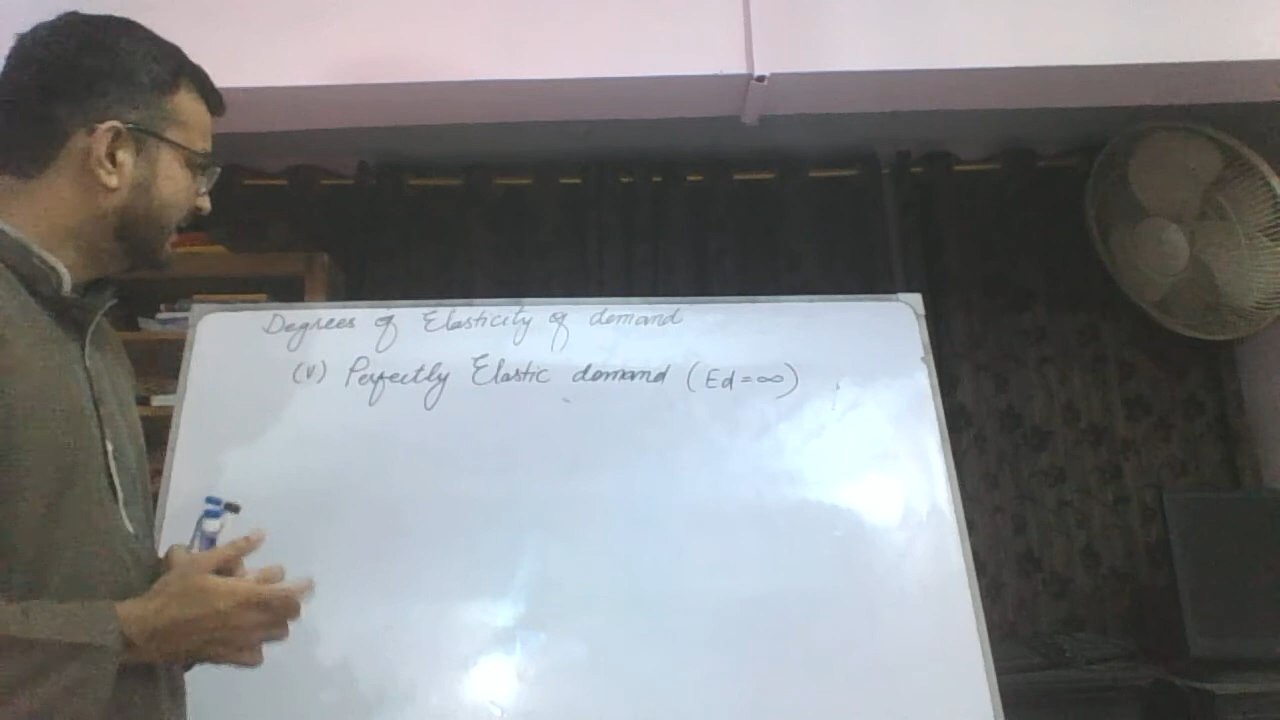 Degrees of Elasticity of demand
(V) Perfectly Elastic demand (Ed=∞)